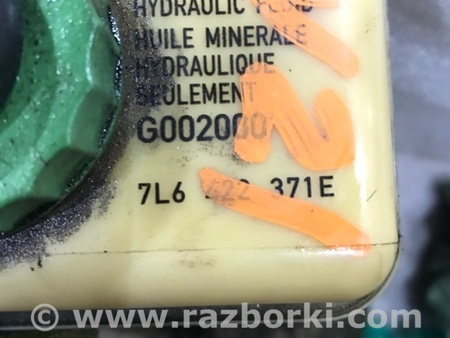 HYDRAULIC FLUID
HUILE MINERALE
HYDRAULIQUE
SEULEMENT
G002000
7L6 422 371E
www.razborki.com